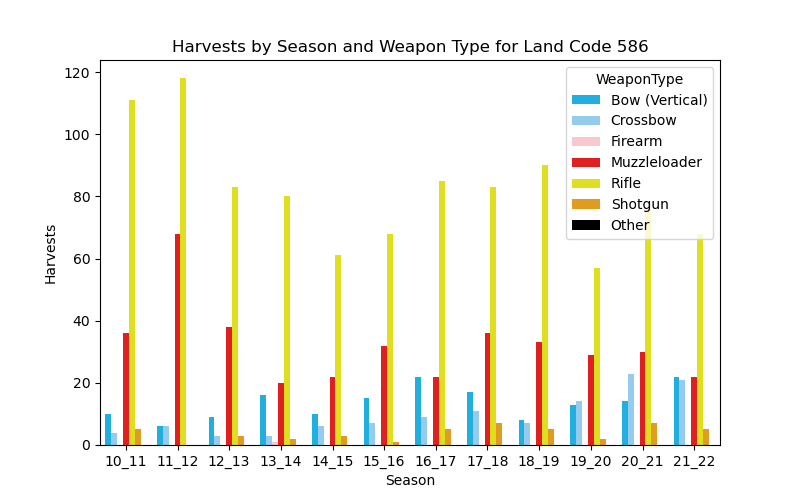 Harvests by Season and Weapon Type for Land Code 586
WeaponType
Bow (Vertical)
Crossbow
Firearm
Muzzleloader
Rifle
Shotgun
Other
Harvests
120
100
80
60
40
20
0
10_11 11_12 12_13 13_14 14_15 15_16 16_17 17_18 18_19 19_20 20_21 21_22
Season